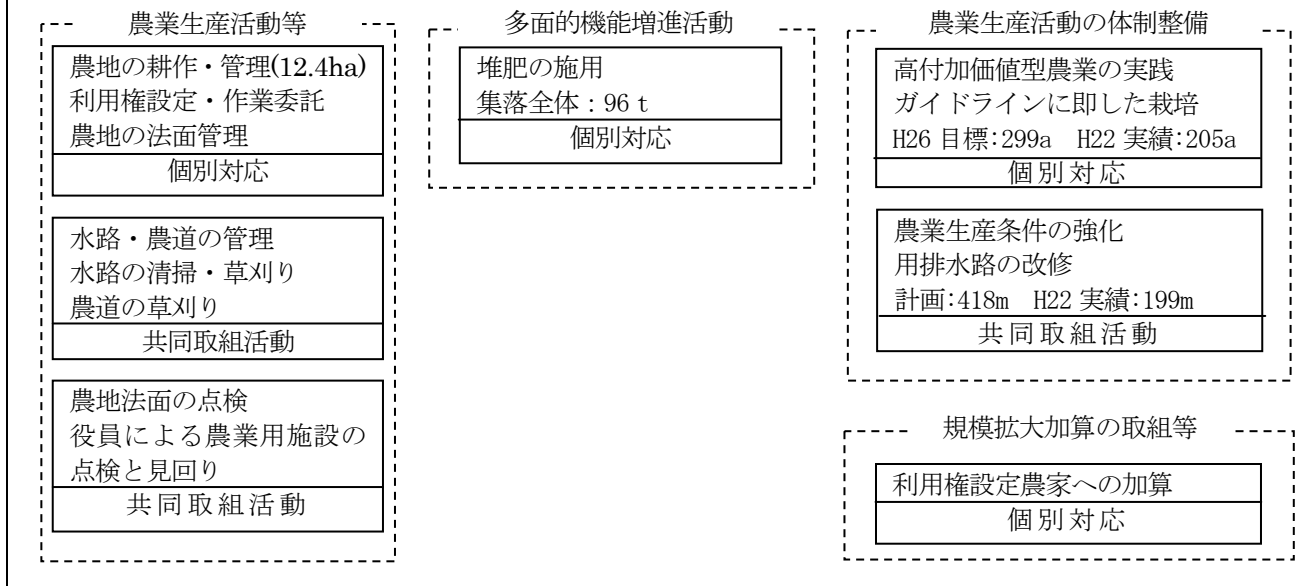 農業生産活動等
農地の耕作・管理(12.4ha)
利用権設定・作業委託
農地の法面管理
個別対応
水路・農道の管理
水路の清掃・草刈り
農道の草刈り
共同取組活動
農地法面の点検
役員による農業用施設の
点検と見回り
共同取組活動
多面的機能増進活動
堆肥の施用
集落全体：96ｔ
個別対応
農業生産活動の体制整備
高付加価値型農業の実践
ガイドラインに即した栽培
H26 目標:299a　H22 実績:205a
個別対応
農業生産条件の強化
用排水路の改修
計画:418m　H22 実績:199m
共同取組活動
規模拡大加算の取組等
利用権設定農家への加算
個別対応